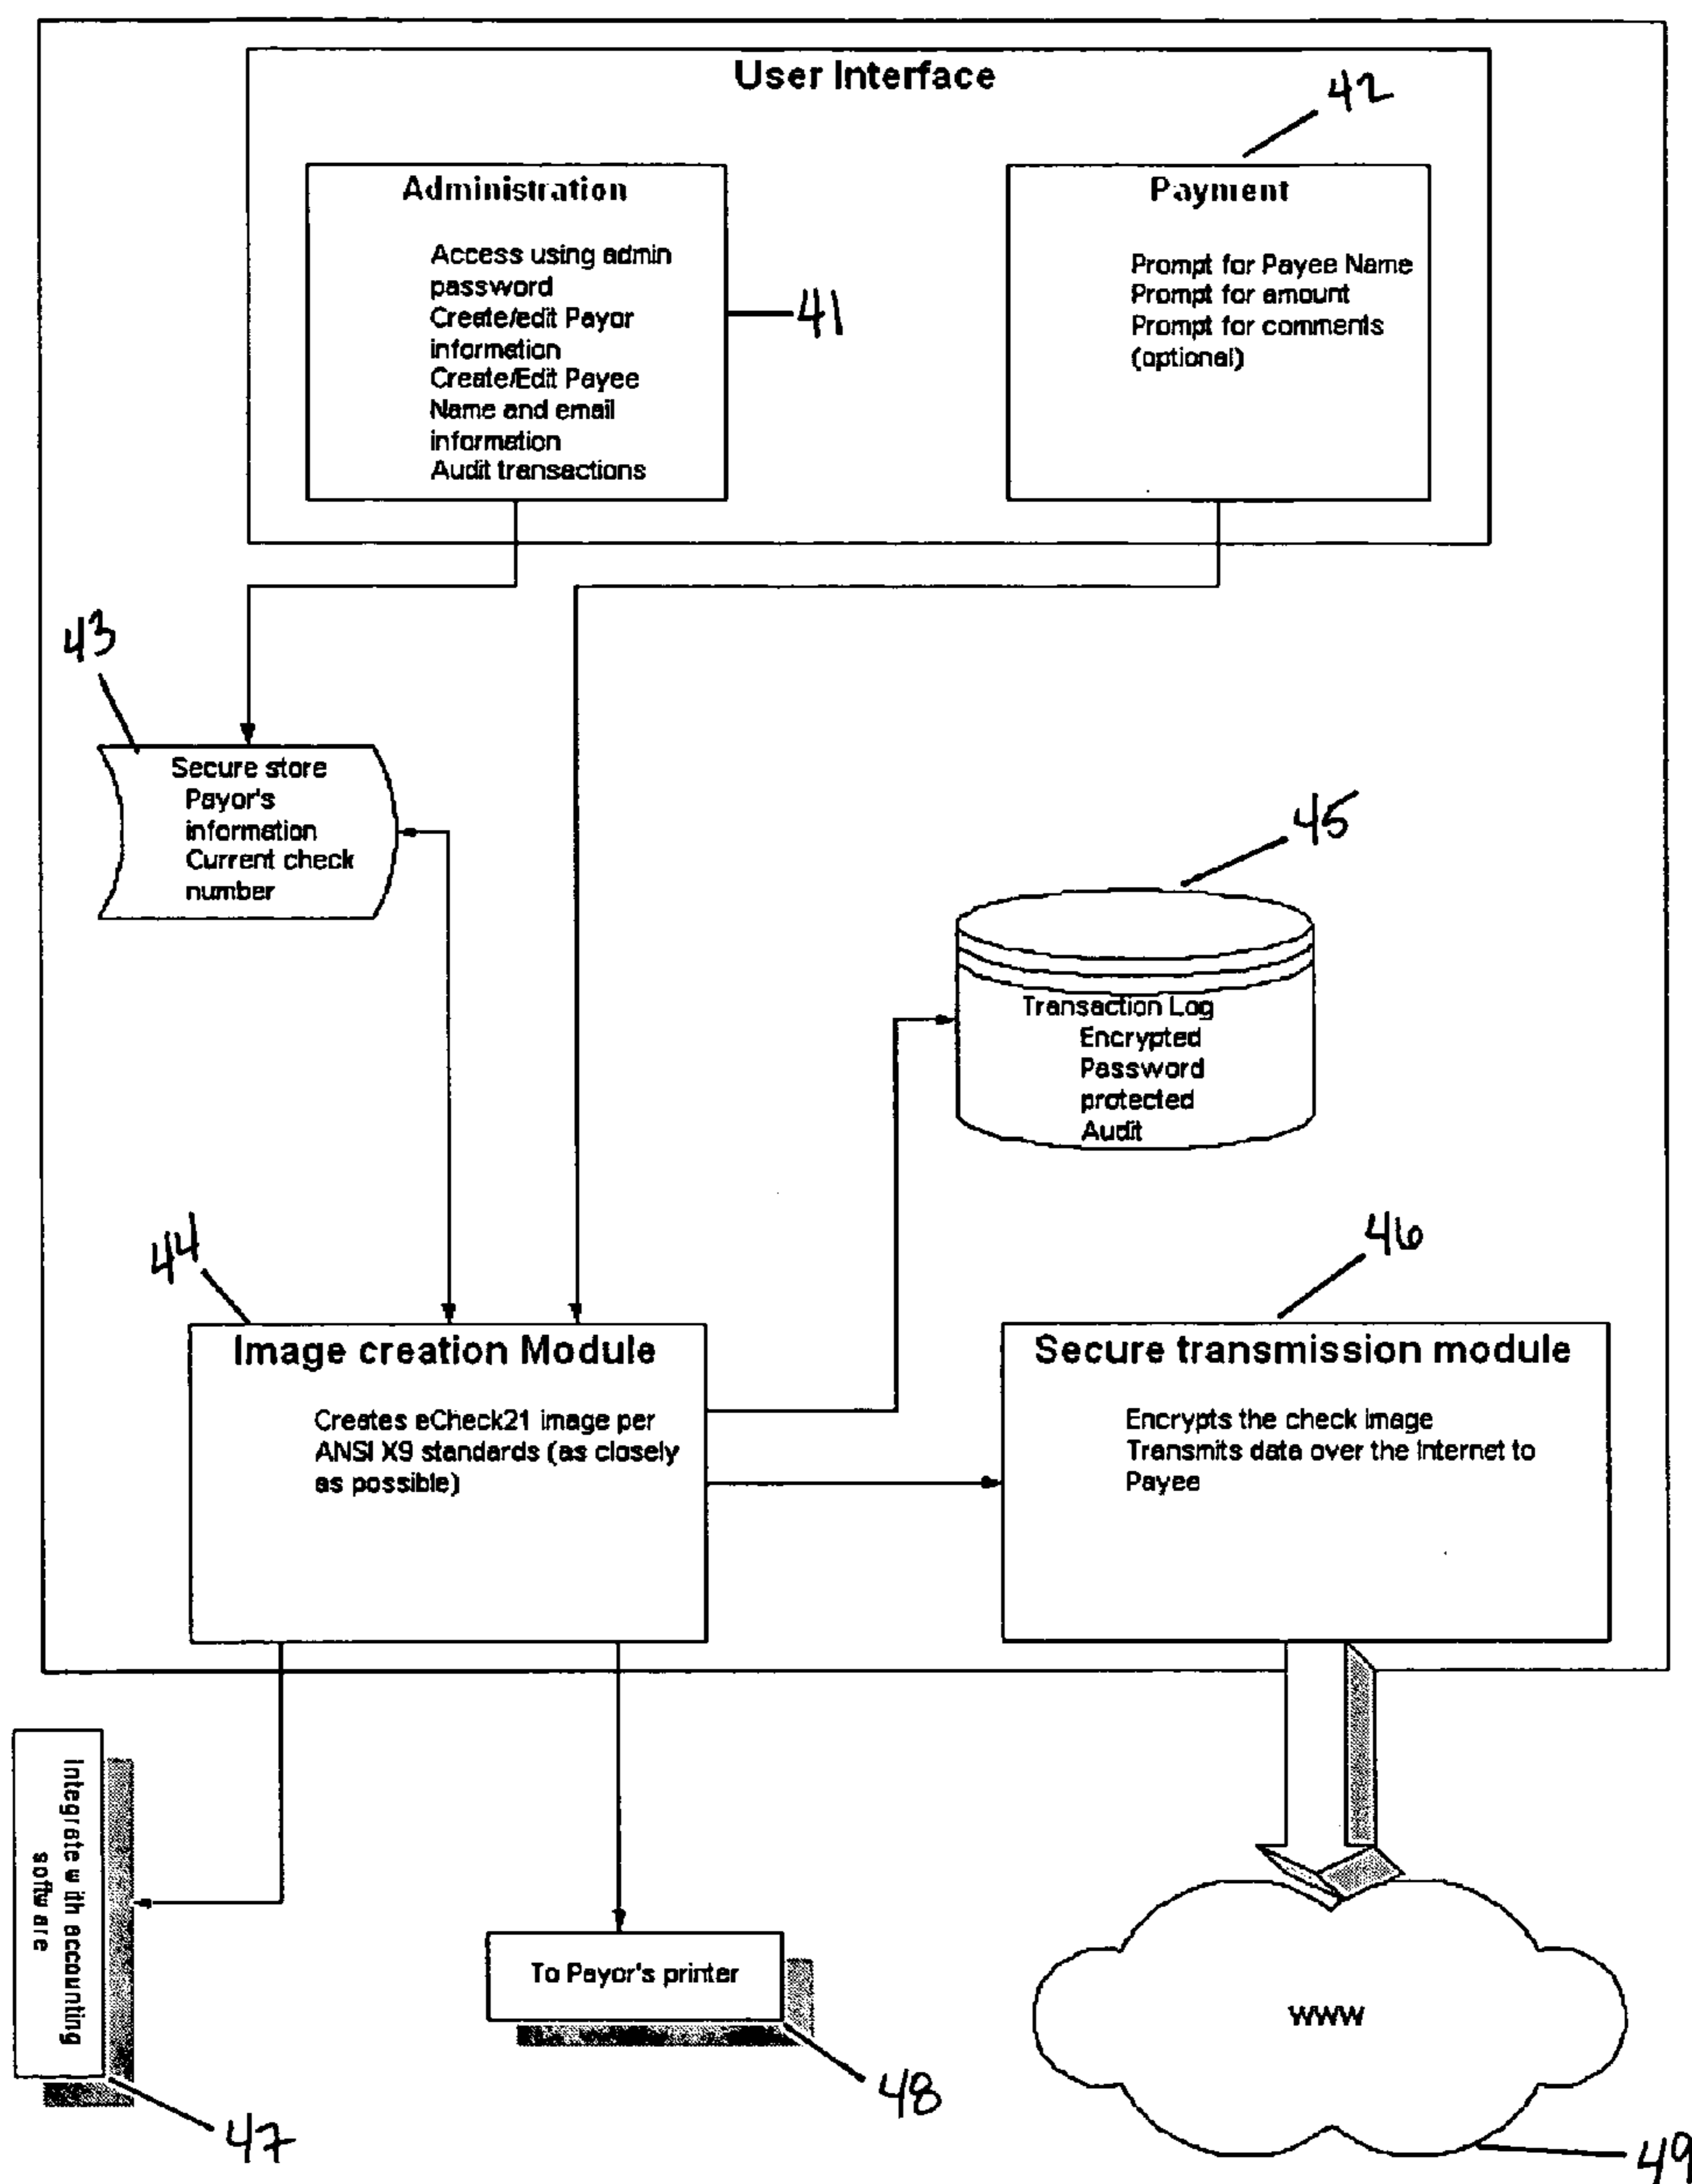 User Interface
42
Administration
Access using admin
password
Create/edit Payor
information
Create/Edit Payee
Name and email
information
Audit transactions
41
Payment
Prompt for Payee Name
Prompt for amount
Prompt for comments
(optional)
43
Secure store
Payor's
information
Current check
number
45
Transaction Log
Encrypted
Password
protected
Audit
44
46
Image creation Module
Creates eCheck21 image per
ANSI X9 standards (as closely
as possible)
Secure transmission module
Encrypts the check image
Transmits data over the Internet to
Payee
Integrate with accounting
software
47
To Payor's printer
48
www
49